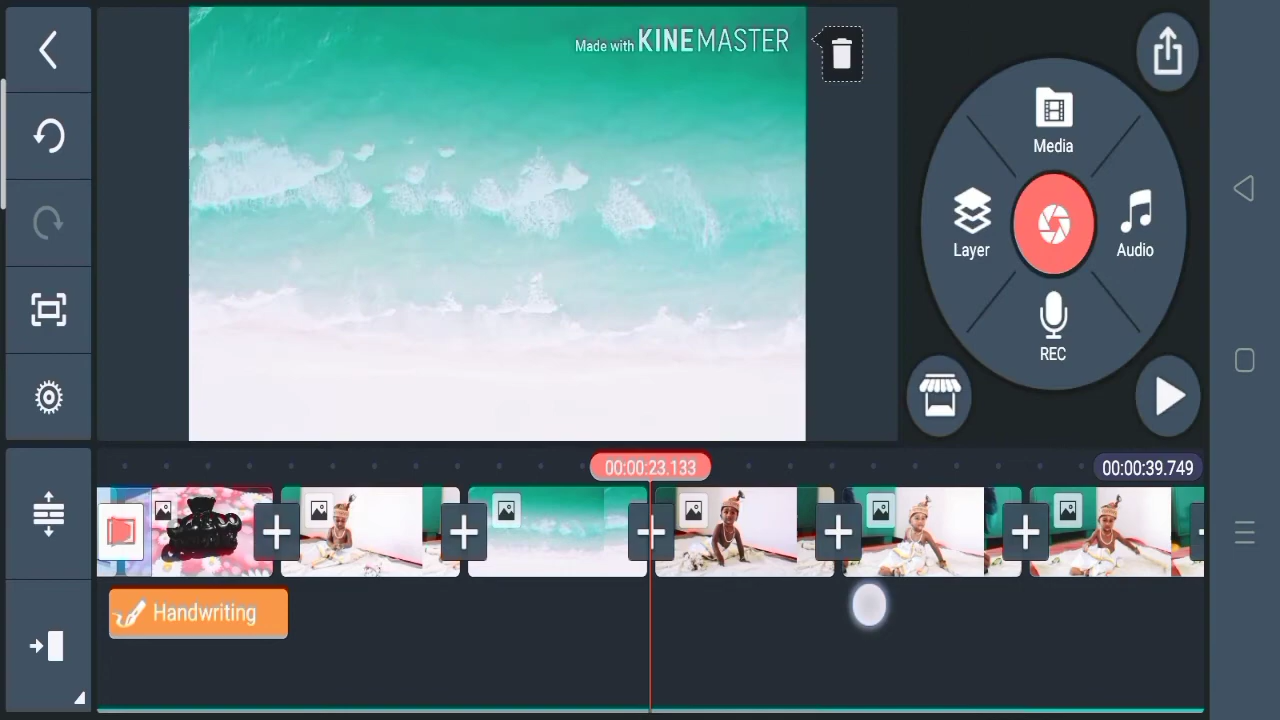 Made with KINEMASTER
Media
Layer
Audio
REC
00:00:23.133
00:00:39.749
Handwriting